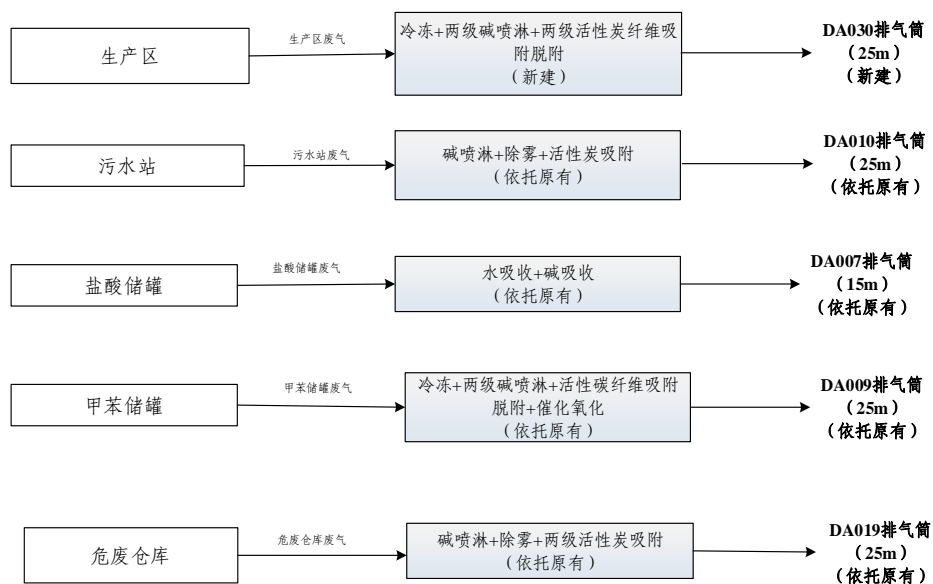 生产区
生产区废气
冷冻+两级碱喷淋+两级活性炭纤维吸
附脱附
（新建）
DA030排气筒
（25m）
（新建）
污水站
污水站废气
碱喷淋+除雾+活性炭吸附
（依托原有）
DA010排气筒
（25m）
（依托原有）
盐酸储罐
盐酸储罐废气
水吸收+碱吸收
（依托原有）
DA007排气筒
（15m）
（依托原有）
甲苯储罐
甲苯储罐废气
冷冻+两级碱喷淋+活性碳纤维吸附
脱附+催化氧化
（依托原有）
DA009排气筒
（25m）
（依托原有）
危废仓库
危废仓库废气
碱喷淋+除雾+两级活性炭吸附
（依托原有）
DA019排气筒
（25m）
（依托原有）